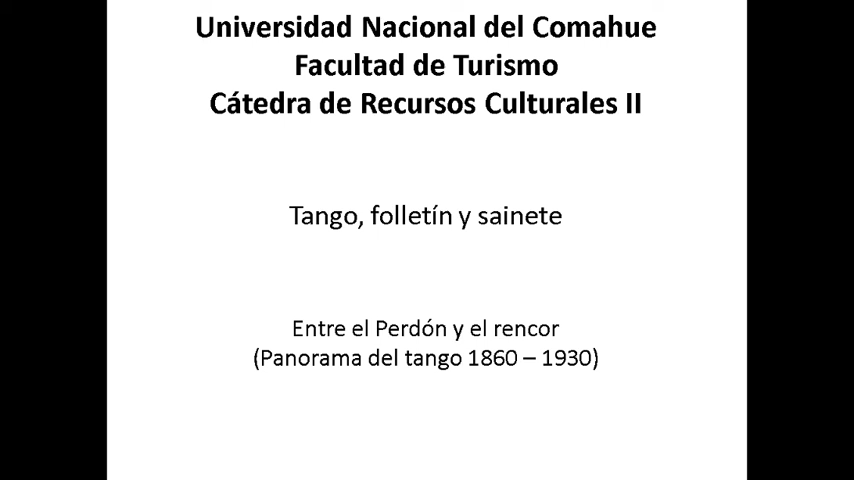 Universidad Nacional del Comahue
Facultad de Turismo
Cátedra de Recursos Culturales II
Tango, folletín y sainete
Entre el Perdón y el rencor
(Panorama del tango 1860 – 1930)